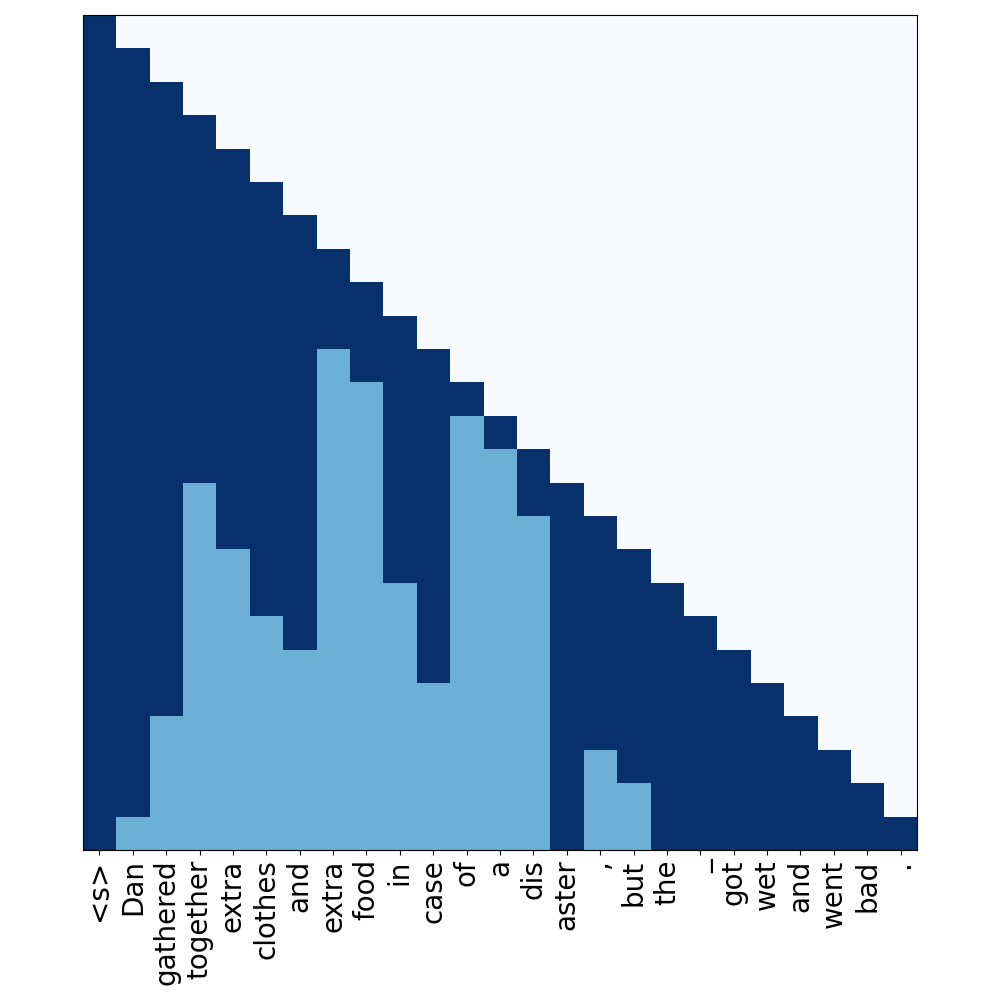 <s>
Dan
gathered
together
extra
clothes
and
extra
food
in
case
of
a
dis
aster
,
but
the
_
got
wet
and
went
bad
.